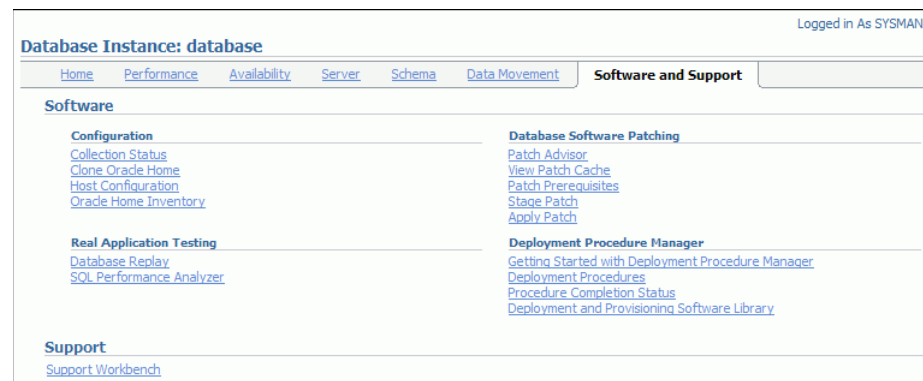 Logged in As SYSMAN
Database Instance: database
Home Performance Availability Server Schema Data Movement Software and Support
Software
Configuration
Collection Status
Clone Oracle Home
Host Configuration
Oracle Home Inventory
Database Software Patching
Patch Advisor
View Patch Cache
Patch Prerequisites
Stage Patch
Apply Patch
Real Application Testing
Database Replay
SQL Performance Analyzer
Deployment Procedure Manager
Getting Started with Deployment Procedure Manager
Deployment Procedures
Procedure Completion Status
Deployment and Provisioning Software Library
Support
Support Workbench